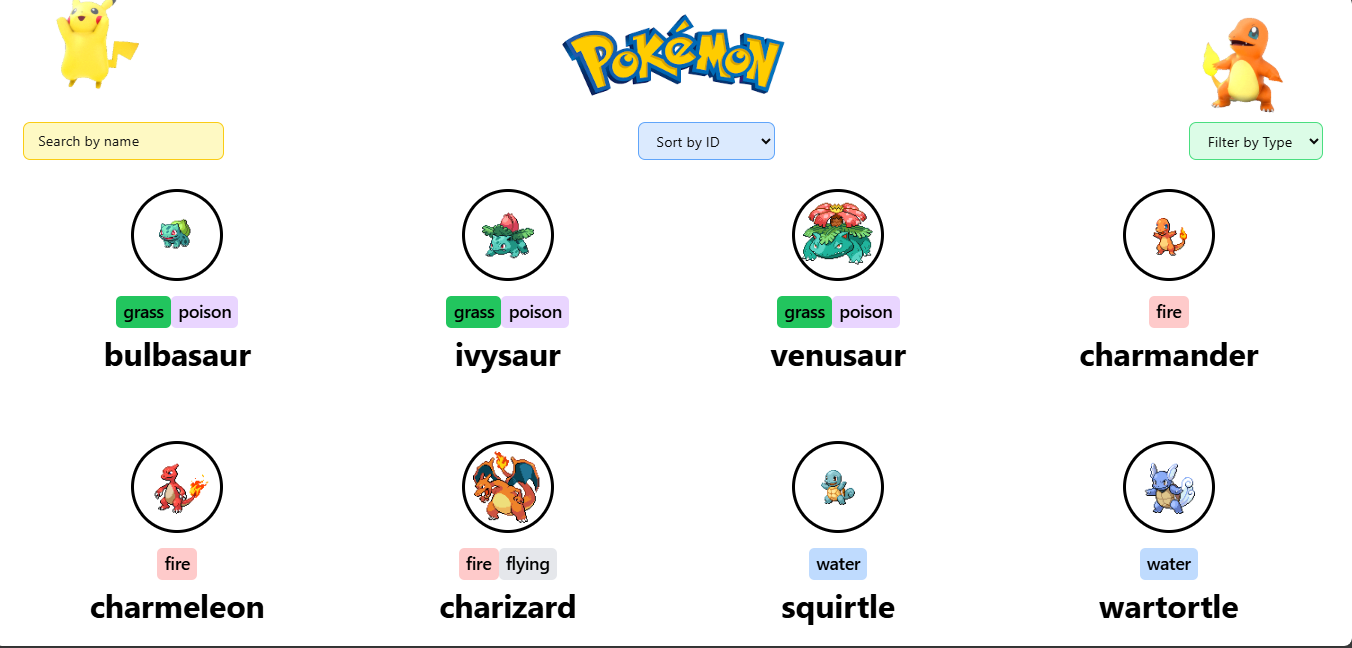 POKéMON
Search by name
Sort by ID
Filter by Type
grass poison
grass poison
grass poison
fire
bulbasaur
ivysaur
venusaur
charmander
fire
fire flying
water
water
charmeleon
charizard
squirtle
wartortle